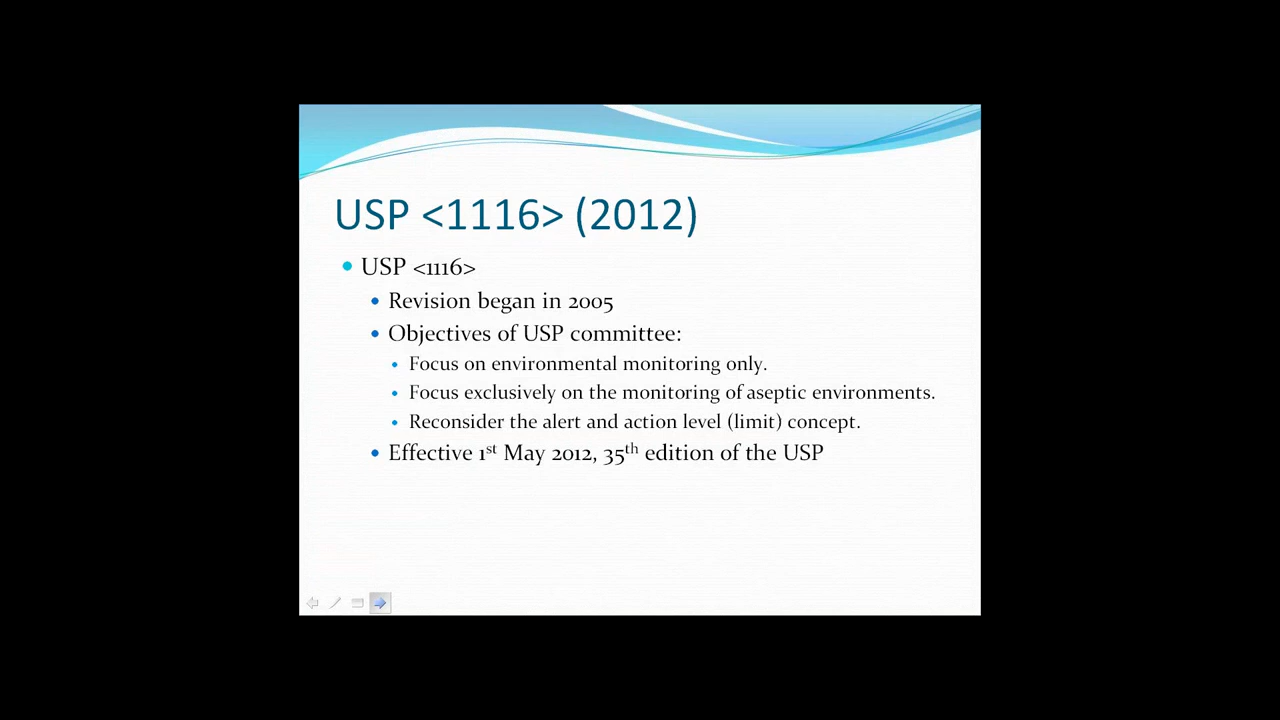 USP <1116> (2012)
USP <1116>
Revision began in 2005
Objectives of USP committee:
Focus on environmental monitoring only.
Focus exclusively on the monitoring of aseptic environments.
Reconsider the alert and action level (limit) concept.
Effective 1st May 2012, 35th edition of the USP